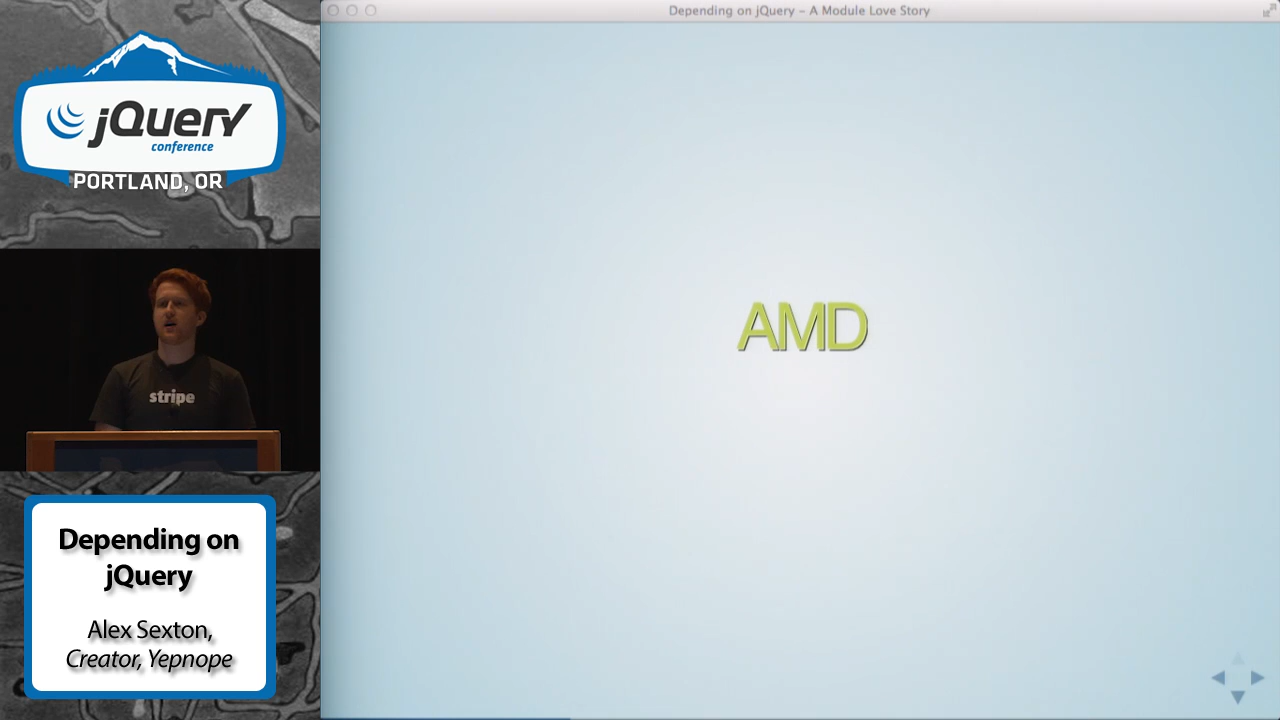 jQuery
conference
PORTLAND, OR
stripe
Depending on
jQuery
Alex Sexton,
Creator, Yepnope
Depending on jQuery – A Module Love Story
AMD